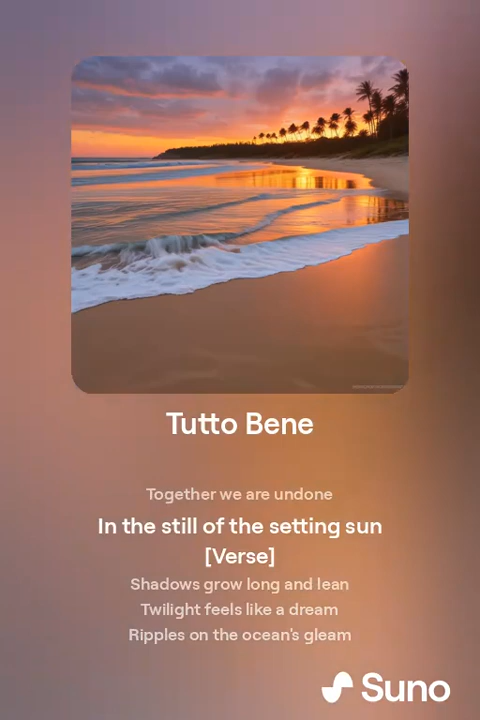 Tutto Bene
Together we are undone
In the still of the setting sun
[Verse]
Shadows grow long and lean
Twilight feels like a dream
Ripples on the ocean's gleam
Suno